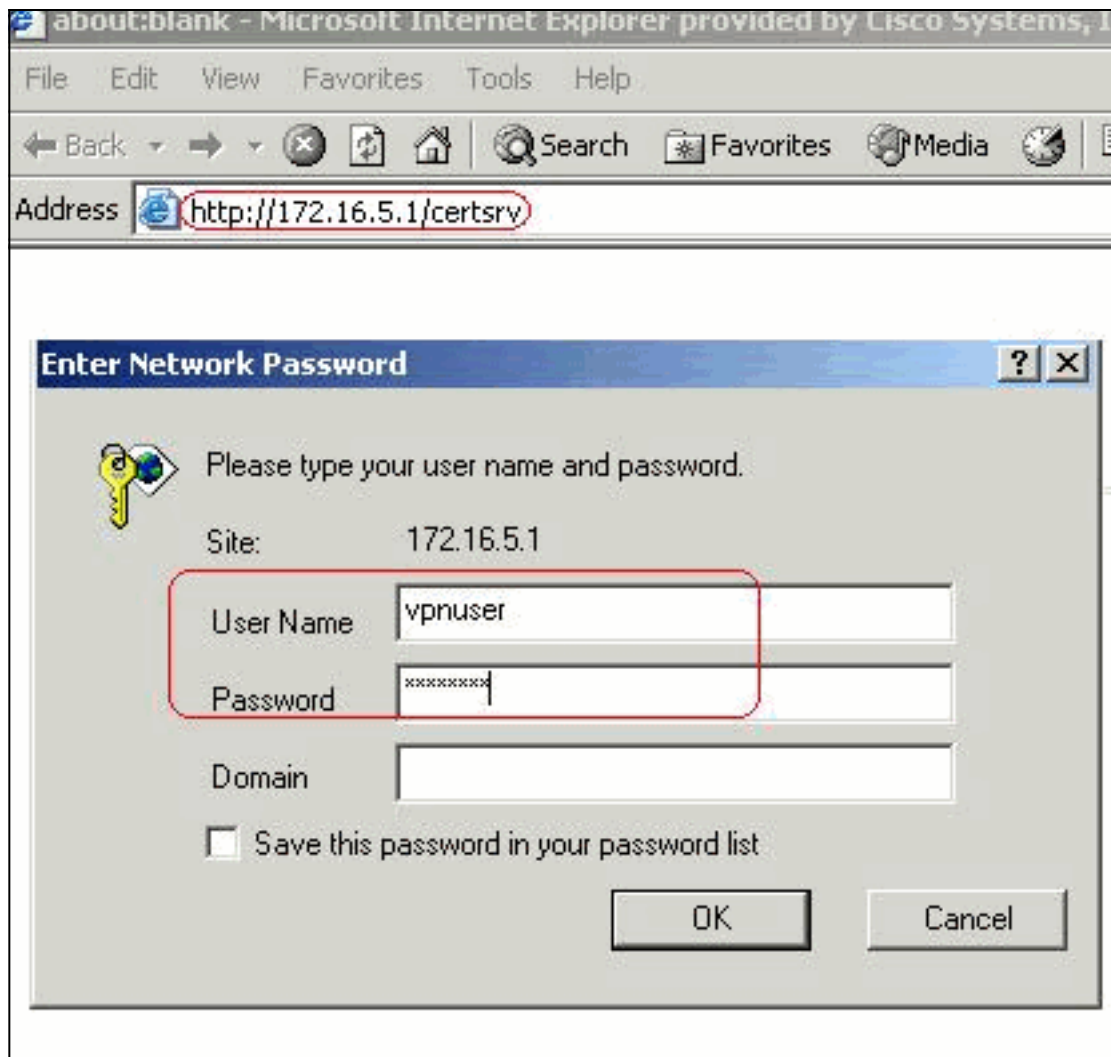 about:blank - Microsoft Internet Explorer provided by Cisco Systems, I
File Edit View Favorites Tools Help
Back Search Favorites Media
Address http://172.16.5.1/certsrv
Enter Network Password
Please type your user name and password.
Site: 172.16.5.1
User Name vpnuser
Password ××××××××
Domain
Save this password in your password list
OK Cancel